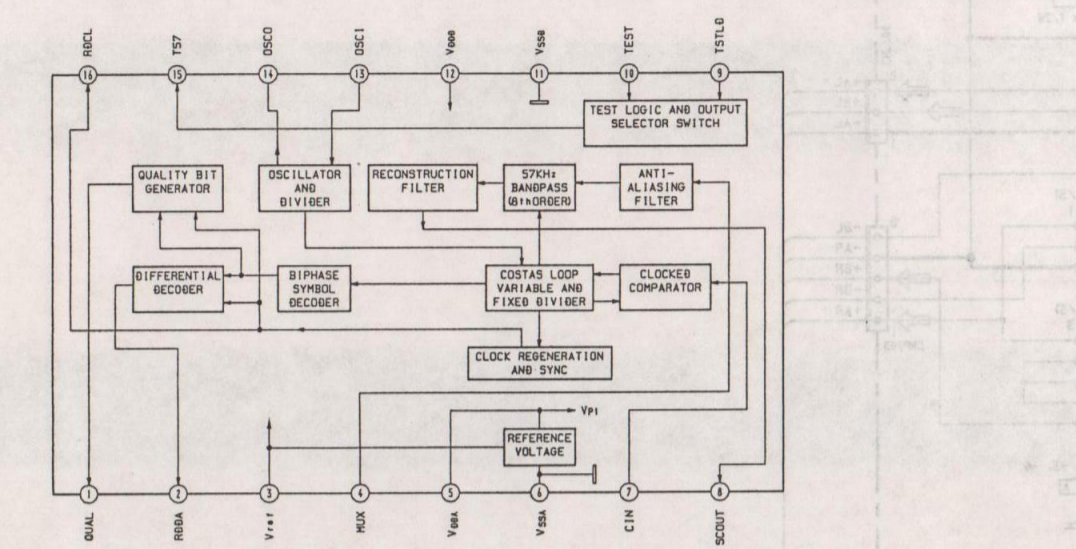 RDCL
TS7
OSCO
OSCI
VDDD
VSSD
TEST
TSTLD
16
15
14
13
12
11
10
9
TEST LOGIC AND OUTPUT
SELECTOR SWITCH
QUALITY BIT
GENERATOR
OSCILLATOR
AND
DIVIDER
RECONSTRUCTION
FILTER
57KHz
BANDPASS
(8thORDER)
ANTI-
ALIASING
FILTER
DIFFERENTIAL
DECODER
BIPHASE
SYMBOL
DECODER
COSTAS LOOP
VARIABLE AND
FIXED DIVIDER
CLOCKED
COMPARATOR
CLOCK REGENERATION
AND SYNC
VP1
REFERENCE
VOLTAGE
1
2
3
4
5
6
7
8
QUAL
RDDA
Vref
MUX
VDDA
VSSA
CIN
SCOUT